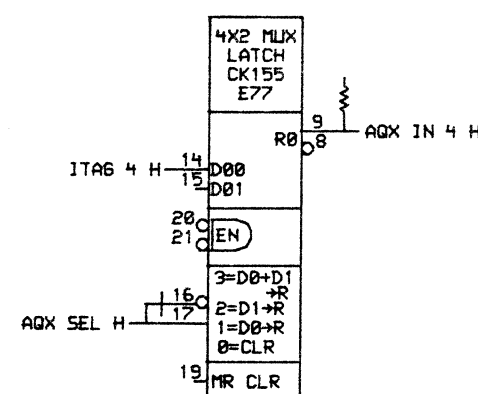 4X2 MUX
LATCH
CK155
E77
9
R0
8
AQX IN 4 H
ITAG 4 H
14
D00
15
D01
20
21
EN
3=D0+D1
→R
16
2=D1→R
AQX SEL H
17
1=D0→R
0=CLR
19
MR CLR